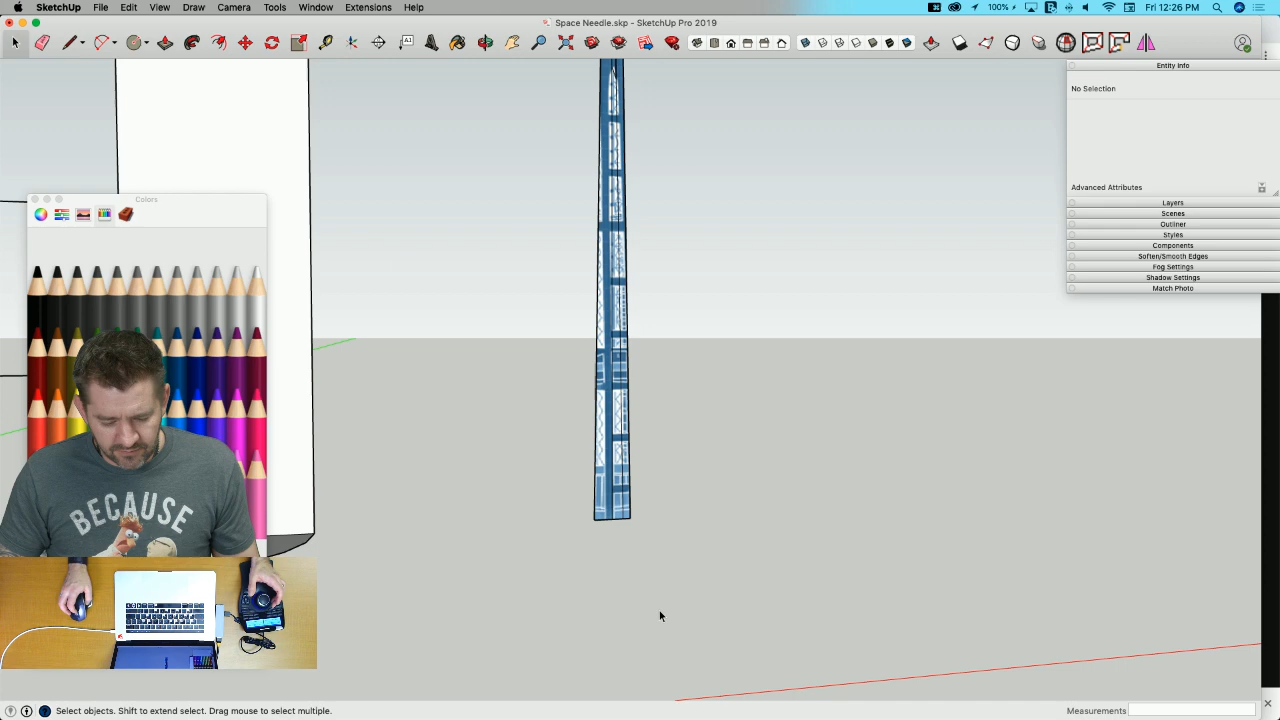 SketchUp File Edit View Draw Camera Tools Window Extensions Help 100% Fri 12:26 PM
Space Needle.skp - SketchUp Pro 2019
Entity Info
No Selection
Advanced Attributes
Layers
Scenes
Outliner
Styles
Components
Soften/Smooth Edges
Fog Settings
Shadow Settings
Match Photo
Colors
BECAUSE
Select objects. Shift to extend select. Drag mouse to select multiple.
Measurements